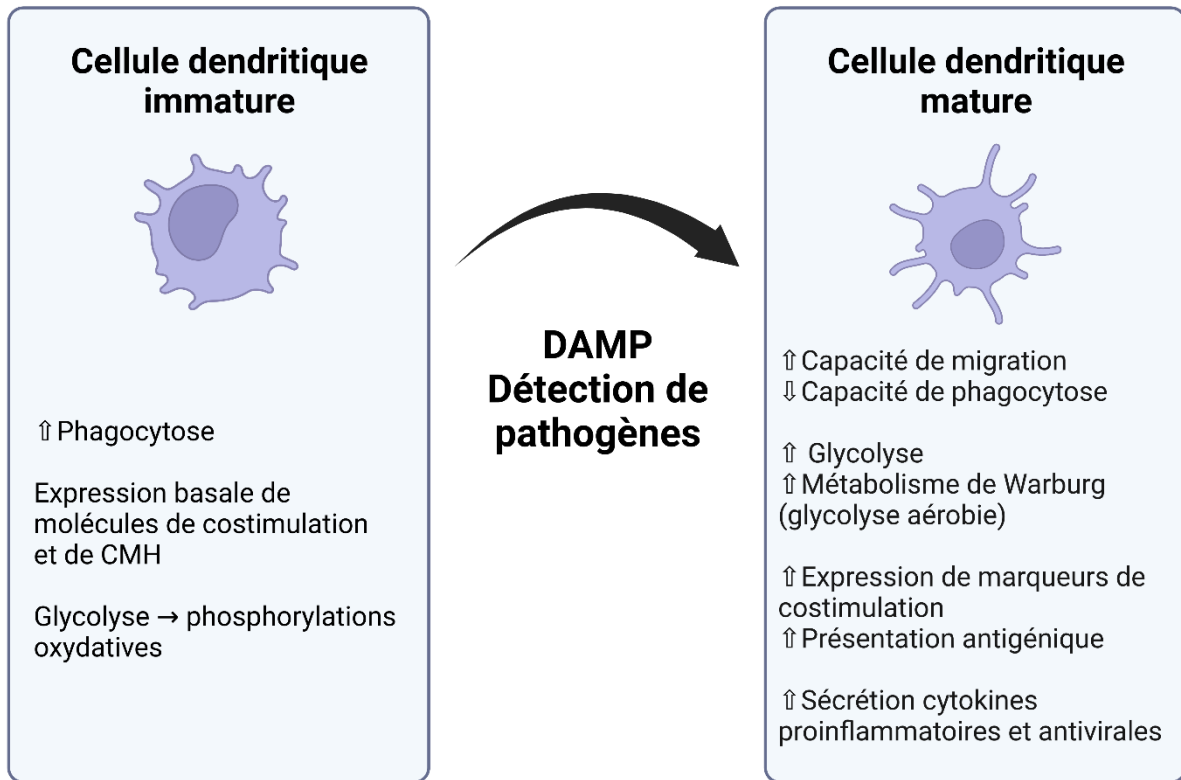 Cellule dendritique
immature
⇧Phagocytose
Expression basale de
molécules de costimulation
et de CMH
Glycolyse → phosphorylations
oxydatives
DAMP
Détection de
pathogènes
Cellule dendritique
mature
⇧Capacité de migration
⇩Capacité de phagocytose
⇧ Glycolyse
⇧Métabolisme de Warburg
(glycolyse aérobie)
⇧Expression de marqueurs de
costimulation
⇧Présentation antigénique
⇧Sécrétion cytokines
proinflammatoires et antivirales